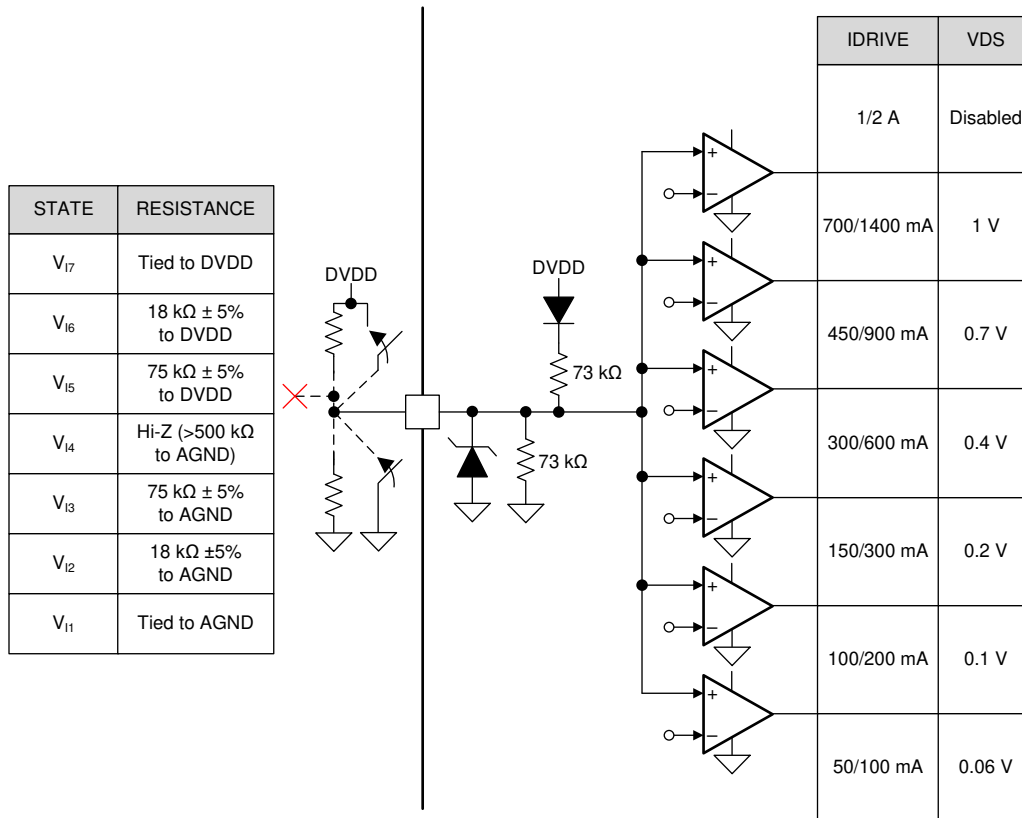 STATE RESISTANCE
V_I7 Tied to DVDD
V_I6 18 kΩ ± 5%
to DVDD
V_I5 75 kΩ ± 5%
to DVDD
V_I4 Hi-Z (>500 kΩ
to AGND)
V_I3 75 kΩ ± 5%
to AGND
V_I2 18 kΩ ±5%
to AGND
V_I1 Tied to AGND
DVDD
DVDD
73 kΩ
73 kΩ
+
−
+
−
+
−
+
−
+
−
+
−
IDRIVE VDS
1/2 A Disabled
700/1400 mA 1 V
450/900 mA 0.7 V
300/600 mA 0.4 V
150/300 mA 0.2 V
100/200 mA 0.1 V
50/100 mA 0.06 V